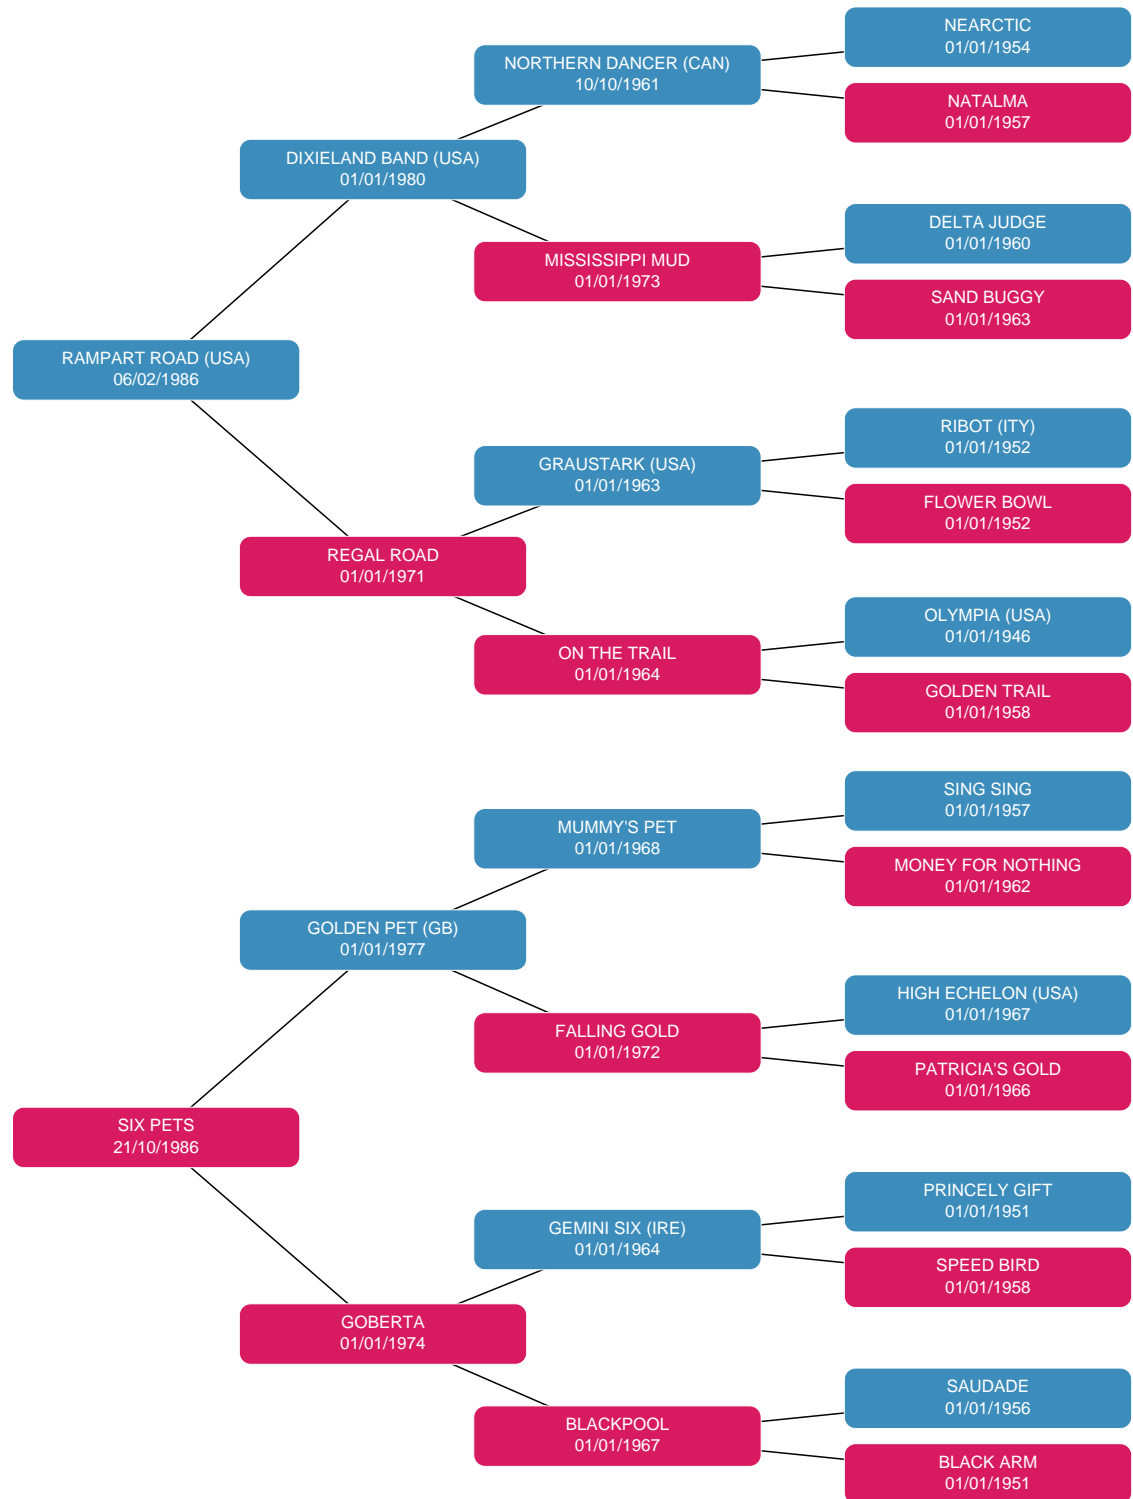 NEARCTIC
01/01/1954
NORTHERN DANCER (CAN)
10/10/1961
NATALMA
01/01/1957
DIXIELAND BAND (USA)
01/01/1980
DELTA JUDGE
01/01/1960
MISSISSIPPI MUD
01/01/1973
SAND BUGGY
01/01/1963
RAMPART ROAD (USA)
06/02/1986
RIBOT (ITY)
01/01/1952
GRAUSTARK (USA)
01/01/1963
FLOWER BOWL
01/01/1952
REGAL ROAD
01/01/1971
OLYMPIA (USA)
01/01/1946
ON THE TRAIL
01/01/1964
GOLDEN TRAIL
01/01/1958
SING SING
01/01/1957
MUMMY'S PET
01/01/1968
MONEY FOR NOTHING
01/01/1962
GOLDEN PET (GB)
01/01/1977
HIGH ECHELON (USA)
01/01/1967
FALLING GOLD
01/01/1972
PATRICIA'S GOLD
01/01/1966
SIX PETS
21/10/1986
PRINCELY GIFT
01/01/1951
GEMINI SIX (IRE)
01/01/1964
SPEED BIRD
01/01/1958
GOBERTA
01/01/1974
SAUDADE
01/01/1956
BLACKPOOL
01/01/1967
BLACK ARM
01/01/1951